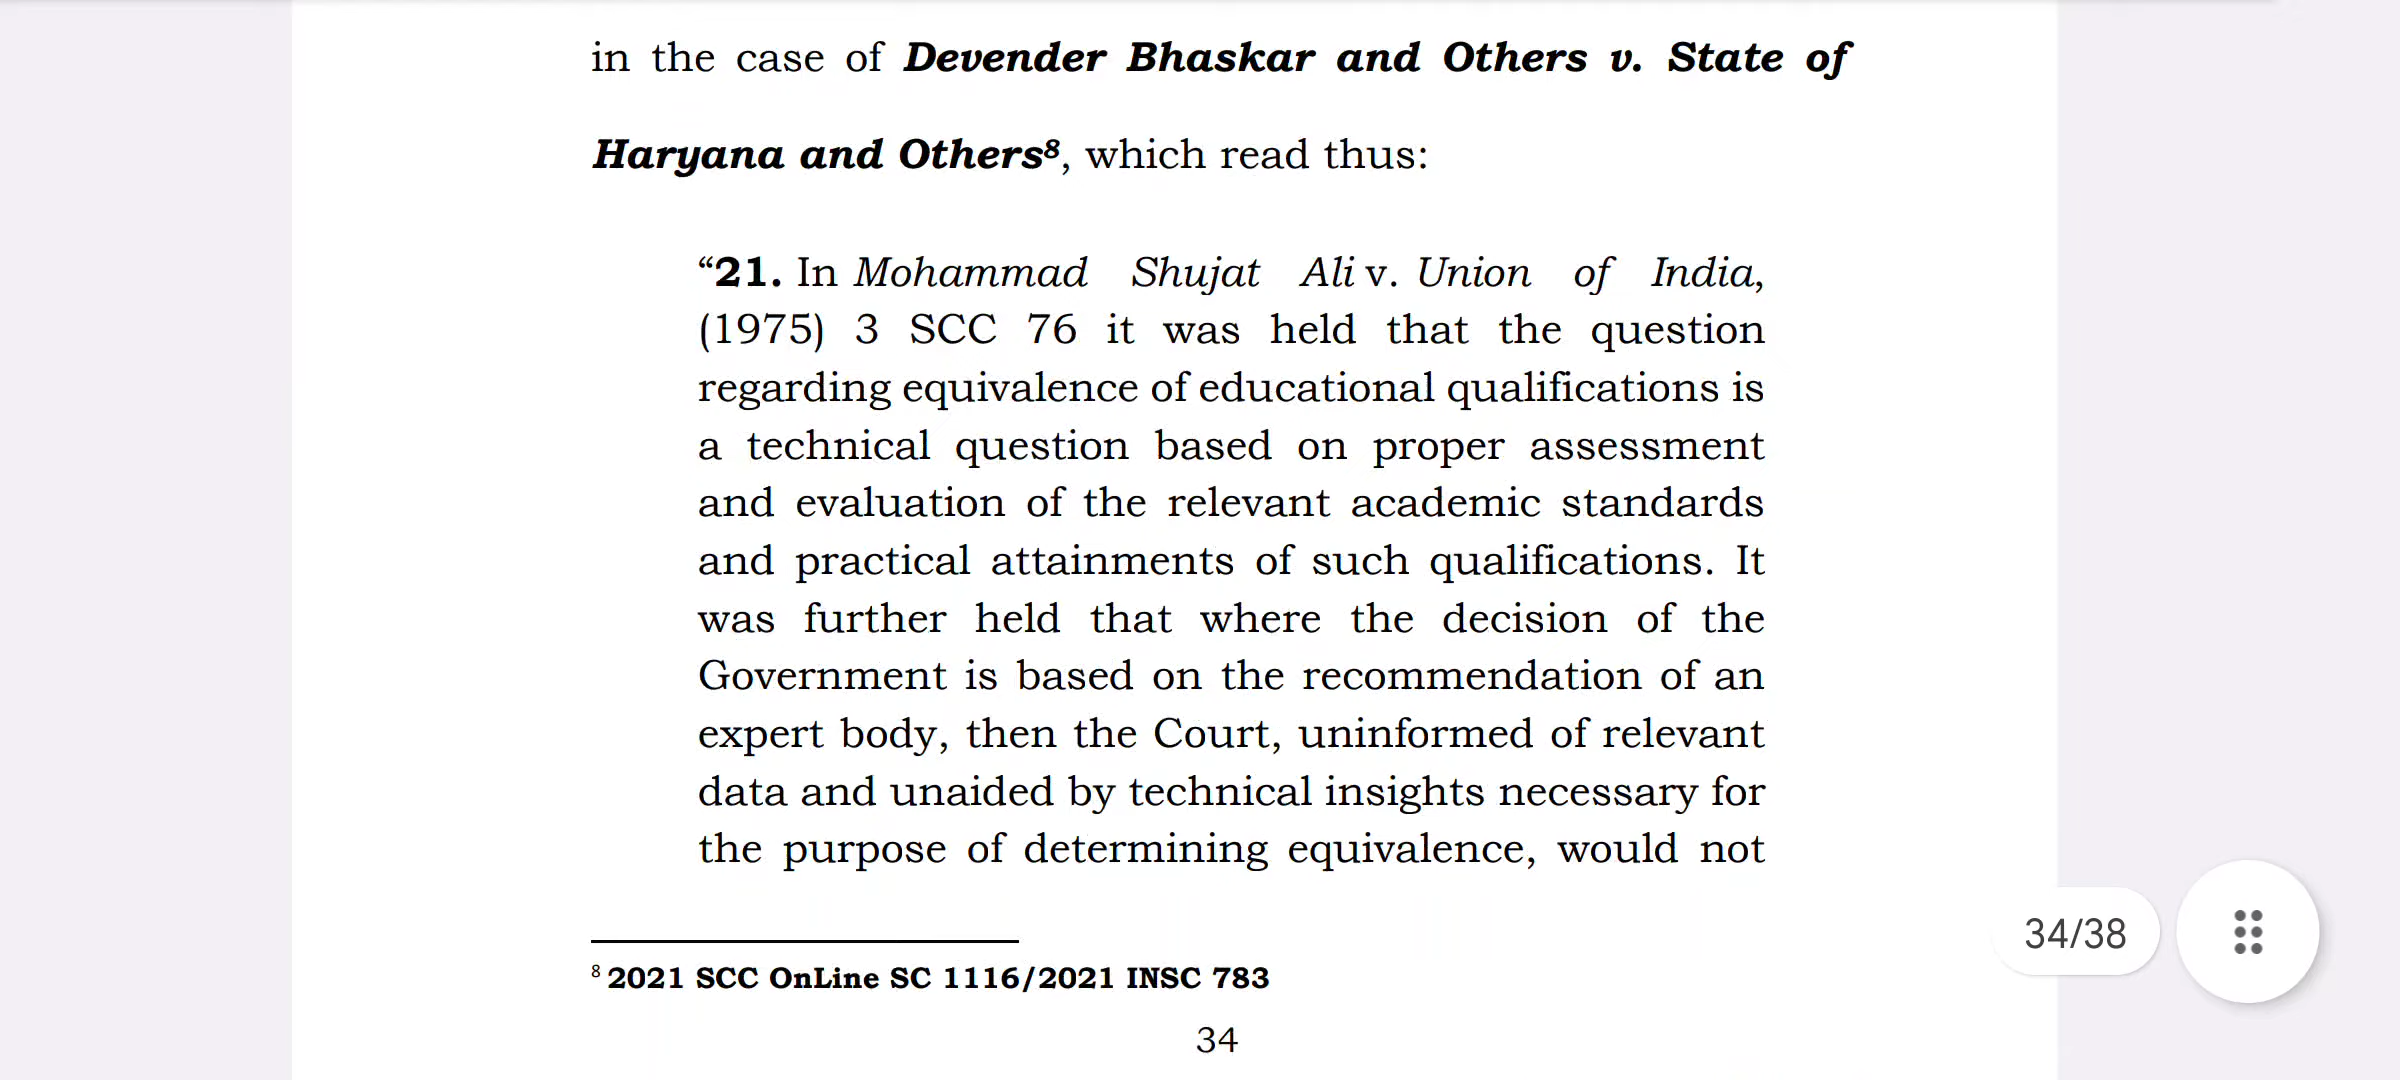 in the case of Devender Bhaskar and Others v. State of
Haryana and Others⁸, which read thus:
“21. In Mohammad Shujat Ali v. Union of India,
(1975) 3 SCC 76 it was held that the question
regarding equivalence of educational qualifications is
a technical question based on proper assessment
and evaluation of the relevant academic standards
and practical attainments of such qualifications. It
was further held that where the decision of the
Government is based on the recommendation of an
expert body, then the Court, uninformed of relevant
data and unaided by technical insights necessary for
the purpose of determining equivalence, would not
34/38
⁸ 2021 SCC OnLine SC 1116/2021 INSC 783
34